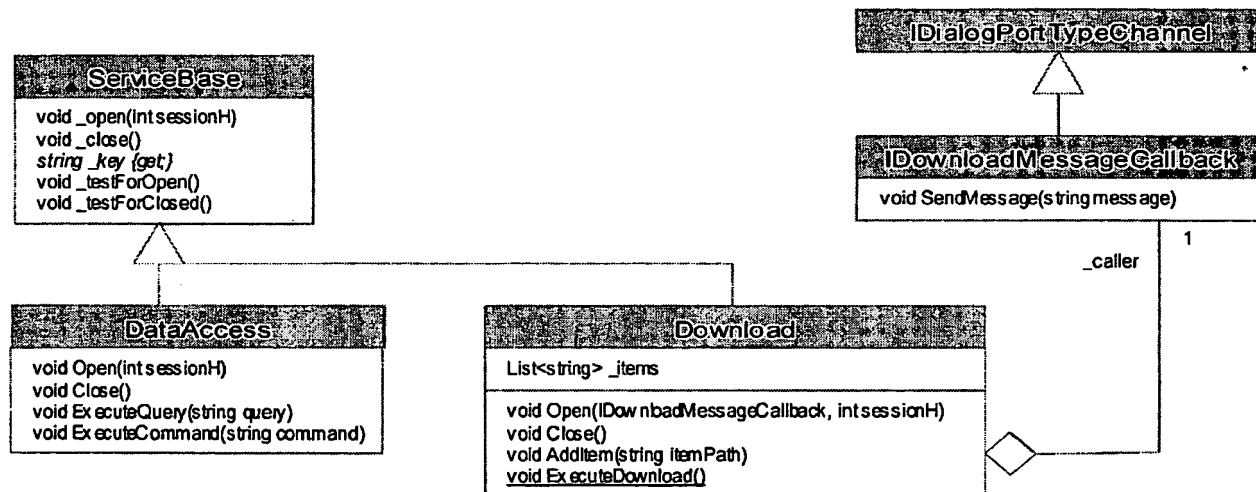 IDialogPortTypeChannel
ServiceBase
void _open(int sessionH)
void _close()
string _key {get;}
void _testForOpen()
void _testForClosed()
IDownloadMessageCallback
void SendMessage(string message)
1
_caller
DataAccess
void Open(int sessionH)
void Close()
void ExecuteQuery(string query)
void ExecuteCommand(string command)
Download
List<string> _items
void Open(IDownloadMessageCallback, int sessionH)
void Close()
void AddItem(string itemPath)
void ExecuteDownload()